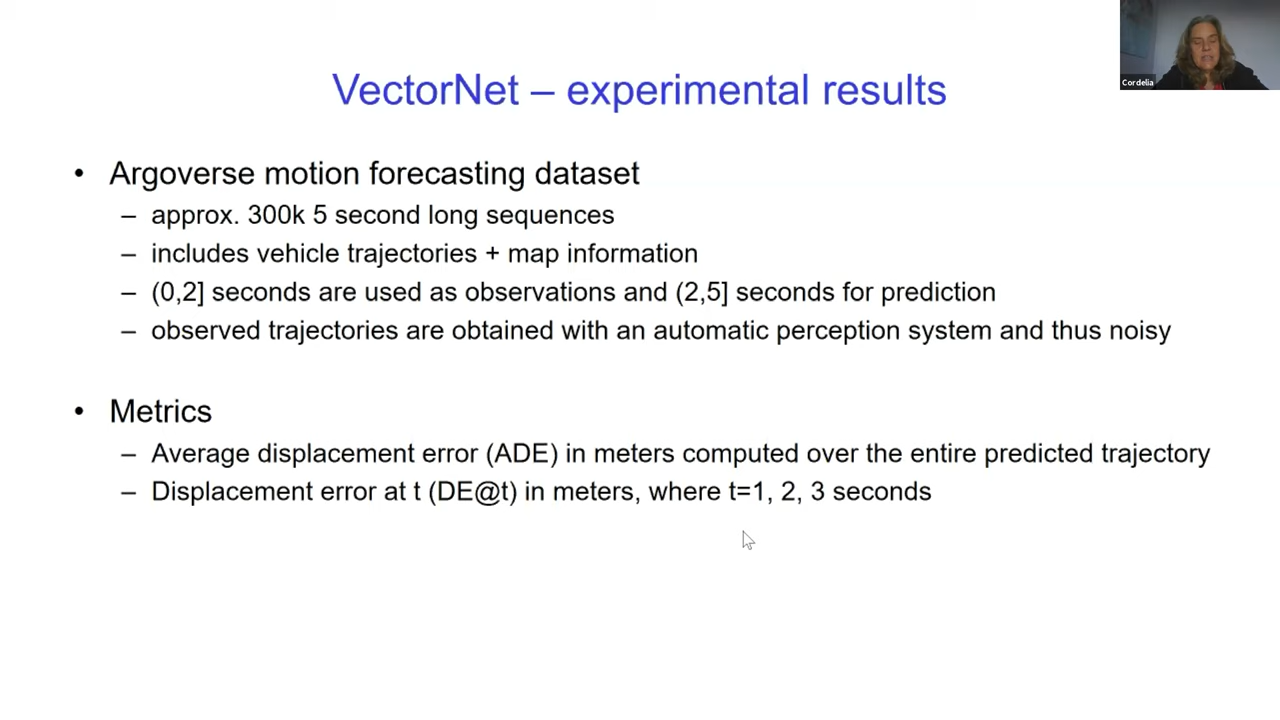 Cordelia
VectorNet – experimental results
• Argoverse motion forecasting dataset
– approx. 300k 5 second long sequences
– includes vehicle trajectories + map information
– (0,2] seconds are used as observations and (2,5] seconds for prediction
– observed trajectories are obtained with an automatic perception system and thus noisy
• Metrics
– Average displacement error (ADE) in meters computed over the entire predicted trajectory
– Displacement error at t (DE@t) in meters, where t=1, 2, 3 seconds